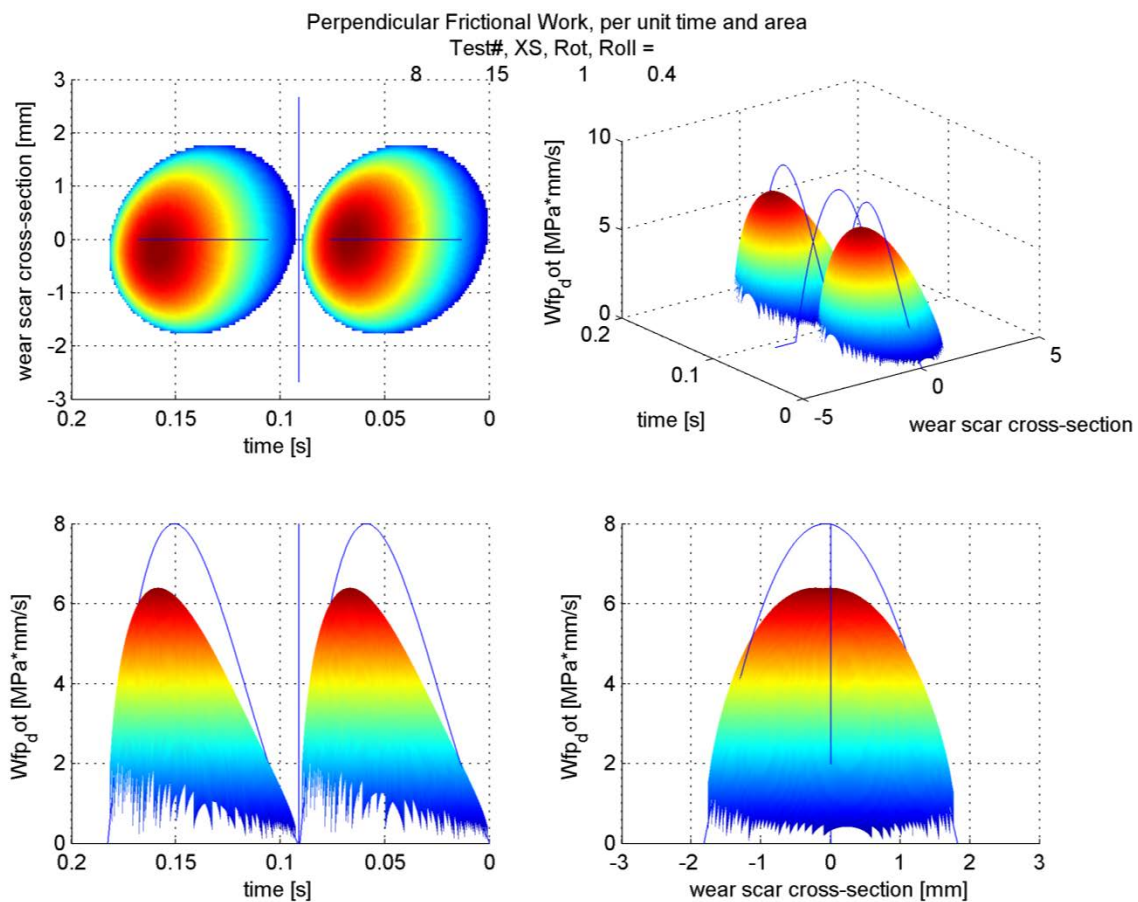 Perpendicular Frictional Work, per unit time and area
Test#, XS, Rot, Roll =
8 15 1 0.4
3
2
1
0
-1
-2
-3
wear scar cross-section [mm]
0.2 0.15 0.1 0.05 0
time [s]
10
5
0
Wfp_dot [MPa*mm/s]
0.2
0.1
0
time [s]
-5
0
5
wear scar cross-section
8
6
4
2
0
Wfp_dot [MPa*mm/s]
0.2 0.15 0.1 0.05 0
time [s]
8
6
4
2
0
Wfp_dot [MPa*mm/s]
-3 -2 -1 0 1 2 3
wear scar cross-section [mm]